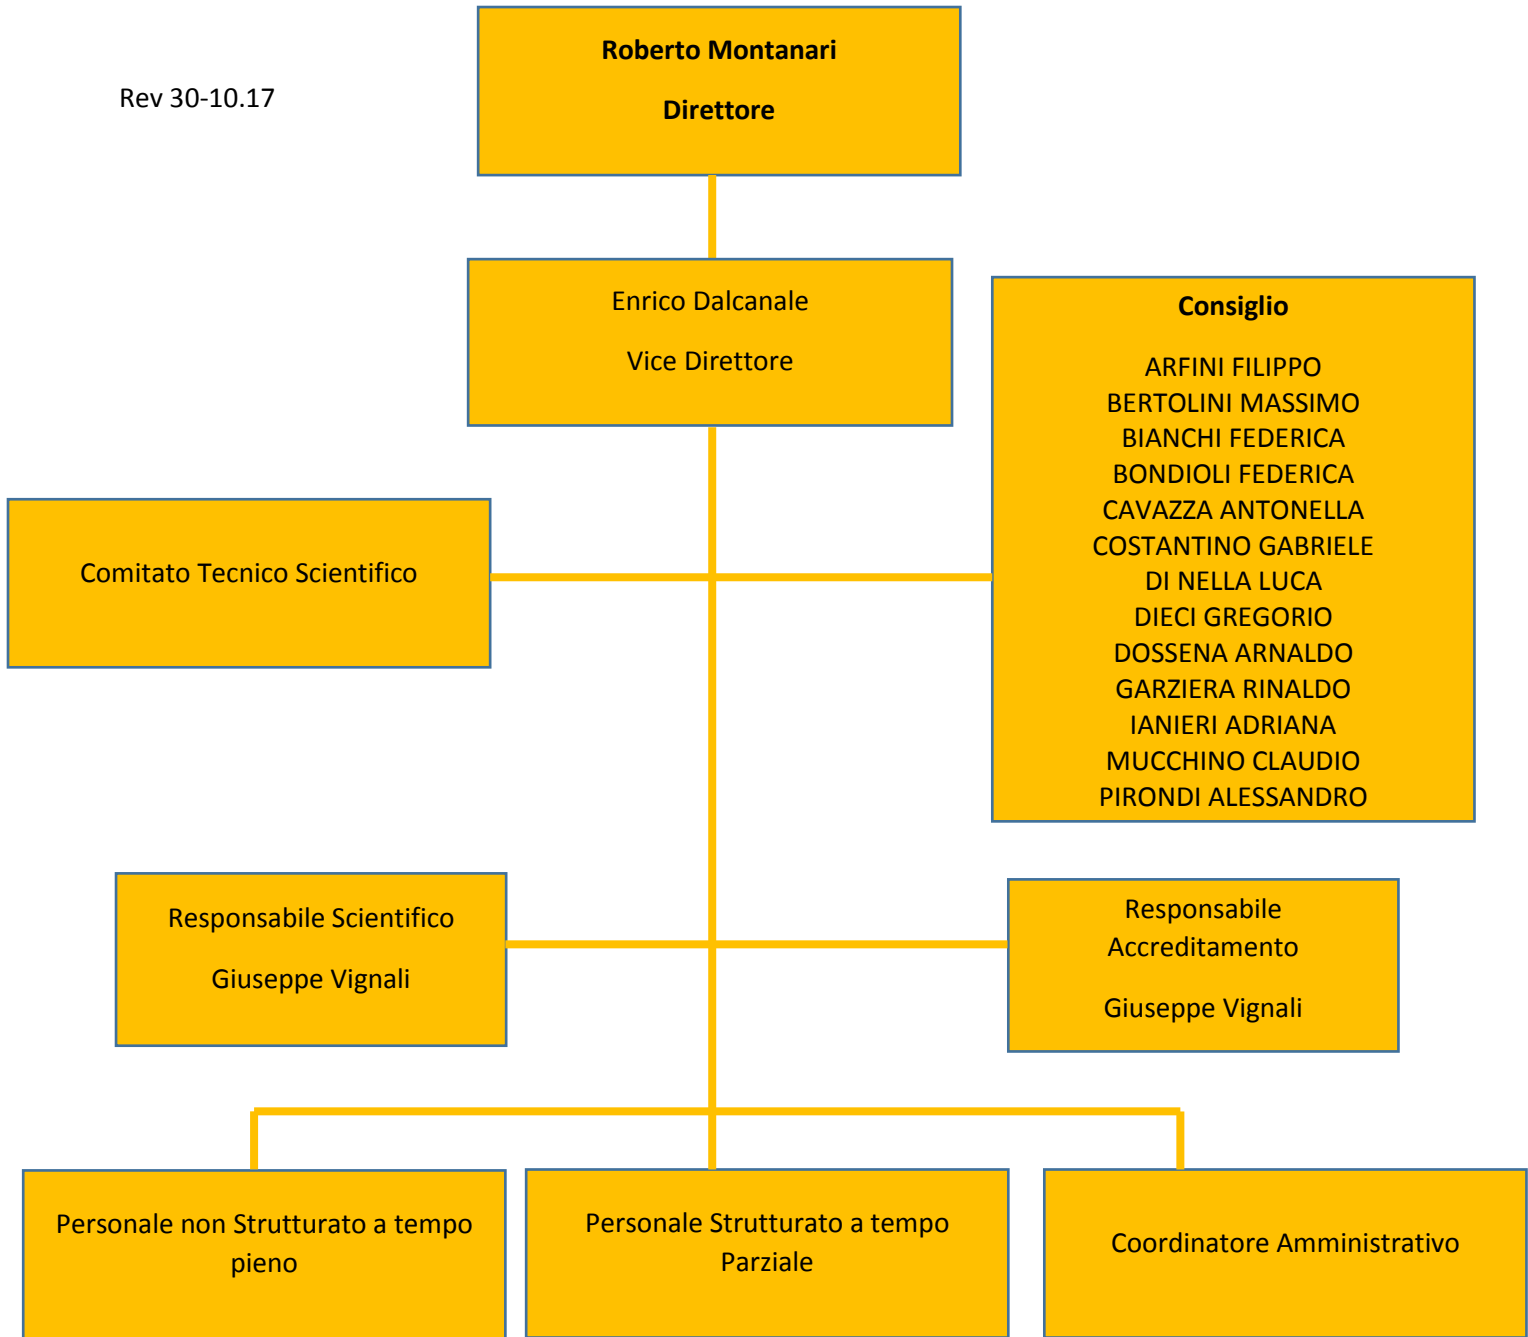 Roberto Montanari
Direttore
Rev 30-10.17
Enrico Dalcanale
Vice Direttore
Consiglio
ARFINI FILIPPO
BERTOLINI MASSIMO
BIANCHI FEDERICA
BONDIOLI FEDERICA
CAVAZZA ANTONELLA
COSTANTINO GABRIELE
DI NELLA LUCA
DIECI GREGORIO
DOSSENA ARNALDO
GARZIERA RINALDO
IANIERI ADRIANA
MUCCHINO CLAUDIO
PIRONDI ALESSANDRO
Comitato Tecnico Scientifico
Responsabile Scientifico
Giuseppe Vignali
Responsabile
Accreditamento
Giuseppe Vignali
Personale non Strutturato a tempo
pieno
Personale Strutturato a tempo
Parziale
Coordinatore Amministrativo